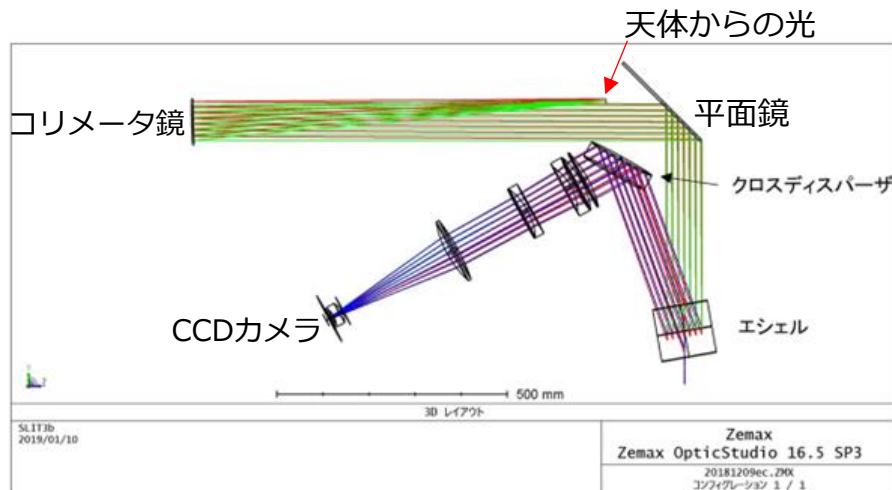 天体からの光
コリメータ鏡
平面鏡
クロスディスパーザ
CCDカメラ
エシェル
500 mm
3D レイアウト
SLIT3b
2019/01/10
Zemax
Zemax OpticStudio 16.5 SP3
20181209ec.ZMX
コンフィグレーション 1 / 1